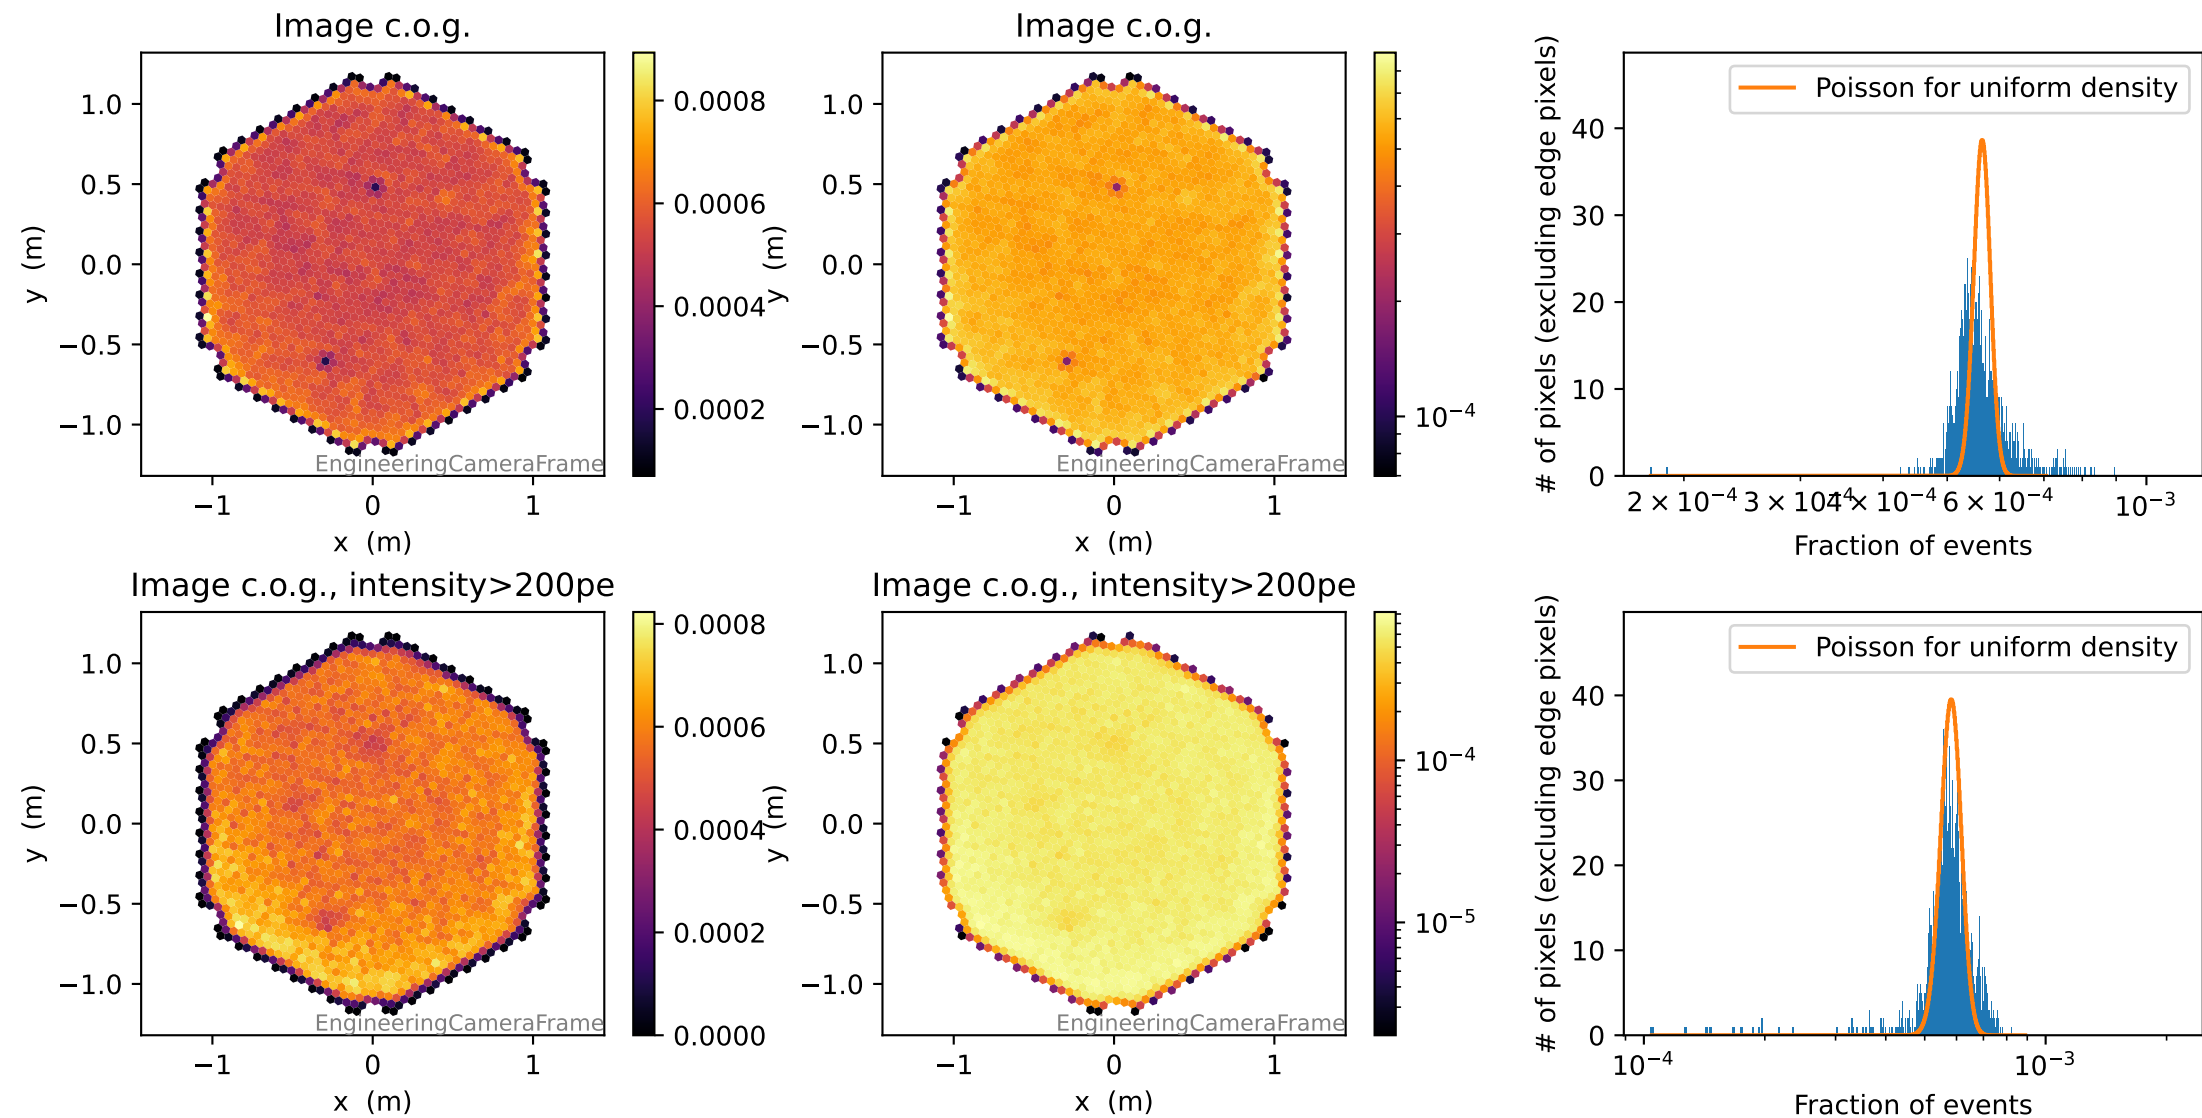 Image c.o.g.
1.0
0.5
0.0
−0.5
−1.0
y (m)
−1 0 1
x (m)
EngineeringCameraFrame
0.0008
0.0006
0.0004
0.0002
Image c.o.g.
1.0
0.5
0.0
−0.5
−1.0
y (m)
−1 0 1
x (m)
EngineeringCameraFrame
10⁻⁴
Poisson for uniform density
# of pixels (excluding edge pixels)
40
30
20
10
0
2 × 10⁻⁴ 3 × 10⁻⁴ 4 × 10⁻⁴ 6 × 10⁻⁴ 10⁻³
Fraction of events
Image c.o.g., intensity>200pe
1.0
0.5
0.0
−0.5
−1.0
y (m)
−1 0 1
x (m)
EngineeringCameraFrame
0.0008
0.0006
0.0004
0.0002
0.0000
Image c.o.g., intensity>200pe
1.0
0.5
0.0
−0.5
−1.0
y (m)
−1 0 1
x (m)
EngineeringCameraFrame
10⁻⁴
10⁻⁵
Poisson for uniform density
# of pixels (excluding edge pixels)
40
30
20
10
0
10⁻⁴ 10⁻³
Fraction of events